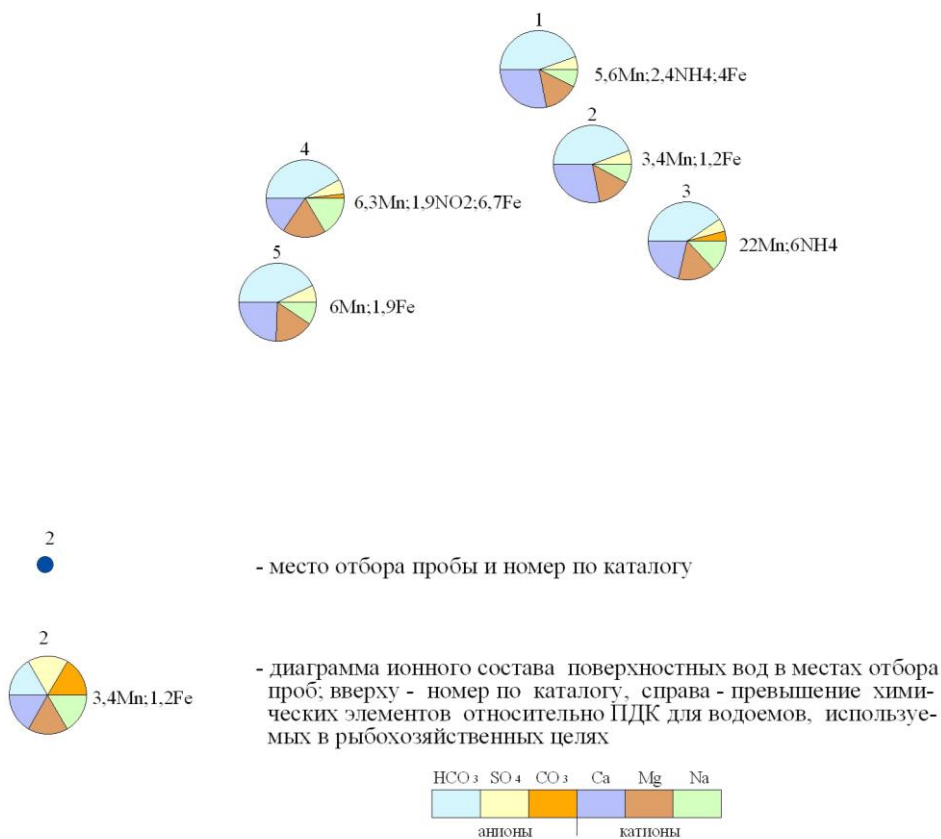 1
5,6Mn;2,4NH4;4Fe
2
3,4Mn;1,2Fe
3
22Mn;6NH4
4
6,3Mn;1,9NO2;6,7Fe
5
6Mn;1,9Fe
2
- место отбора пробы и номер по каталогу
2
3,4Mn;1,2Fe
- диаграмма ионного состава поверхностных вод в местах отбора
проб; вверху - номер по каталогу, справа - превышение хими-
ческих элементов относительно ПДК для водоемов, используе-
мых в рыбохозяйственных целях
HCO3 SO4 CO3 Ca Mg Na
анионы катионы